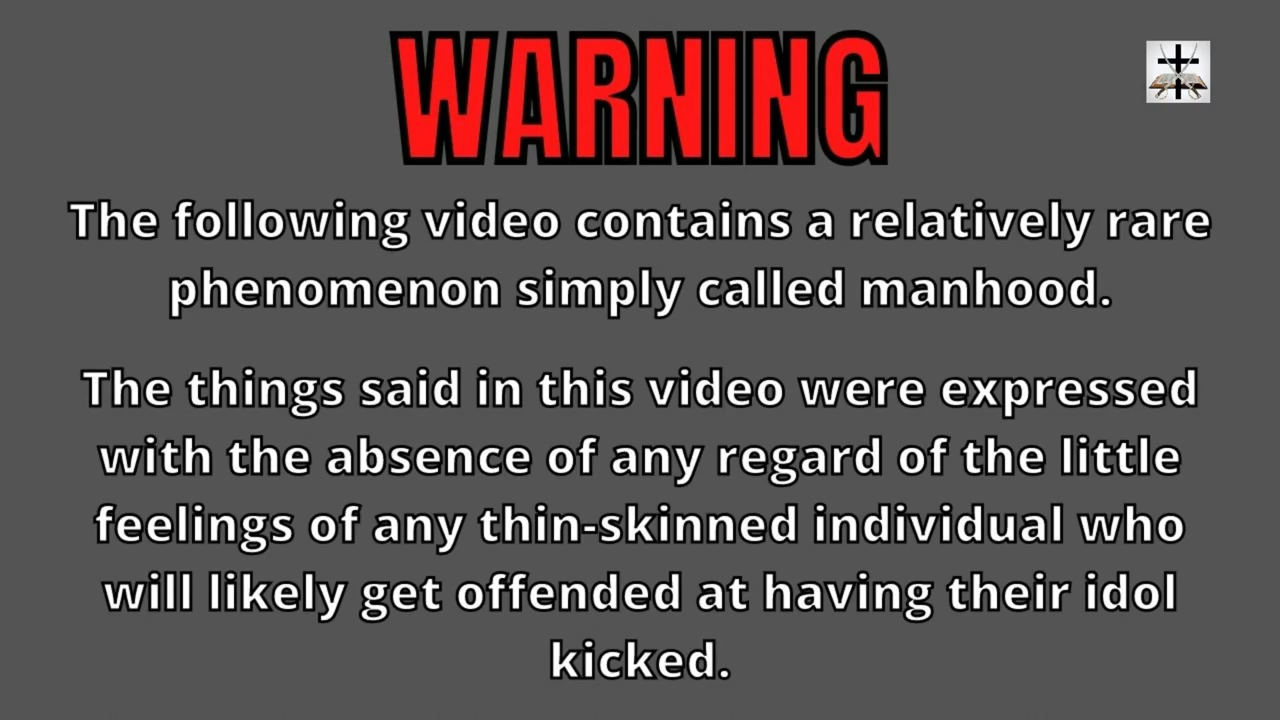 WARNING
The following video contains a relatively rare
phenomenon simply called manhood.
The things said in this video were expressed
with the absence of any regard of the little
feelings of any thin-skinned individual who
will likely get offended at having their idol
kicked.